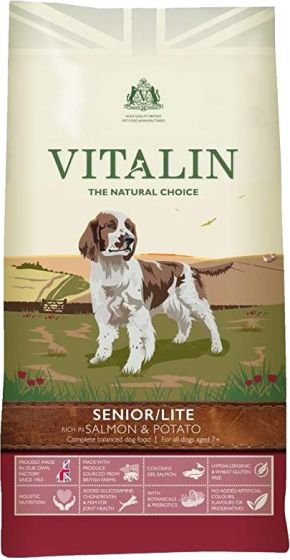 HIGH QUALITY BRITISH
PET FOOD MANUFACTURER
VITALIN
THE NATURAL CHOICE
SENIOR/LITE
RICH IN SALMON & POTATO
Complete balanced dog food | For all dogs aged 7+
PROUDLY MADE
IN OUR OWN
FACTORY
SINCE 1953
MADE WITH
PRODUCE
SOURCED FROM
BRITISH FARMS
CONTAINS
28% SALMON
HYPOALLERGENIC
& WHEAT GLUTEN
FREE
HOLISTIC
NUTRITION
ADDED GLUCOSAMINE,
CHONDROITIN
& MSM FOR
JOINT HEALTH
WITH
BOTANICALS
& PREBIOTICS
NO ADDED ARTIFICIAL
COLOURS,
FLAVOURS OR
PRESERVATIVES